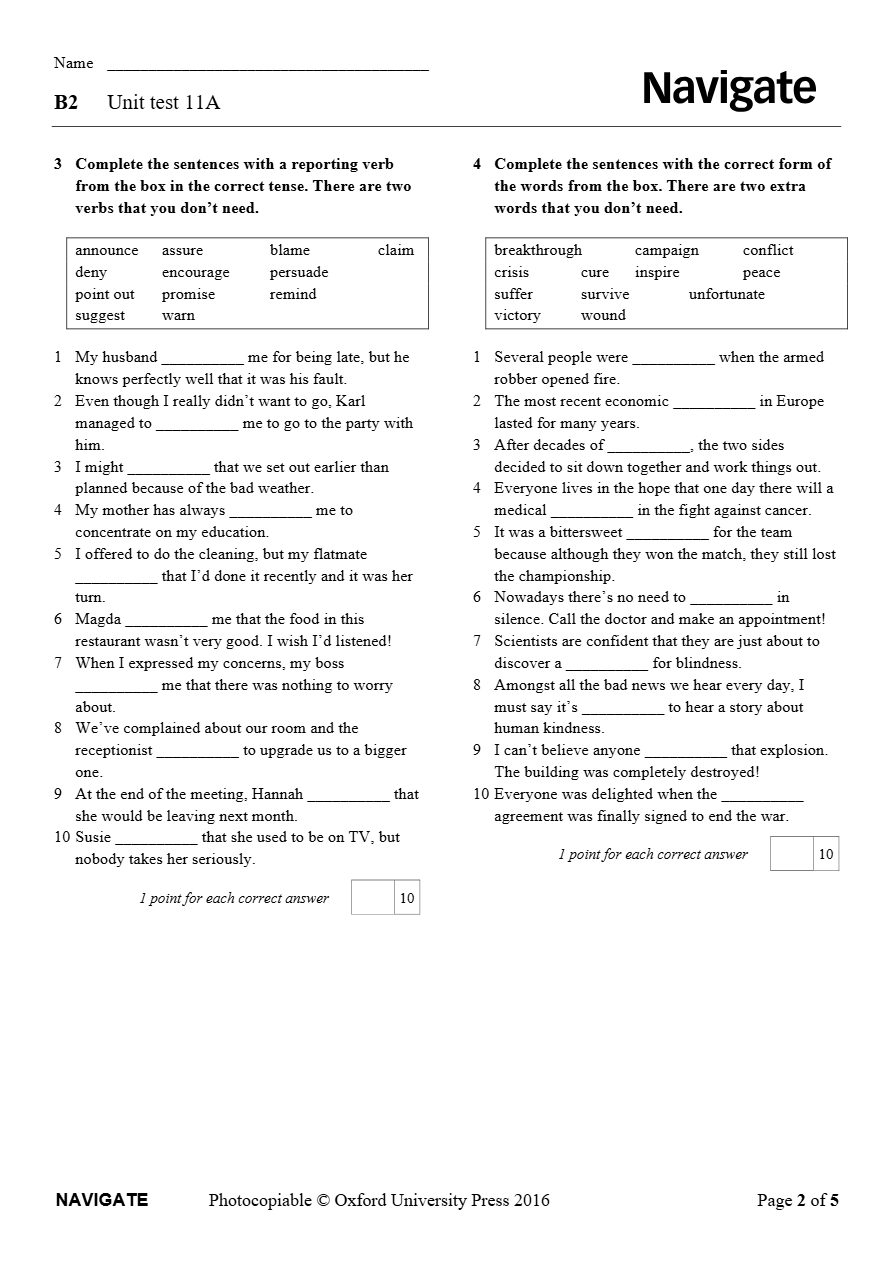 Name ________________________________________
Navigate
B2 Unit test 11A
3 Complete the sentences with a reporting verb
from the box in the correct tense. There are two
verbs that you don’t need.
announce assure blame claim
deny encourage persuade
point out promise remind
suggest warn
1 My husband __________ me for being late, but he
knows perfectly well that it was his fault.
2 Even though I really didn’t want to go, Karl
managed to __________ me to go to the party with
him.
3 I might __________ that we set out earlier than
planned because of the bad weather.
4 My mother has always __________ me to
concentrate on my education.
5 I offered to do the cleaning, but my flatmate
__________ that I’d done it recently and it was her
turn.
6 Magda __________ me that the food in this
restaurant wasn’t very good. I wish I’d listened!
7 When I expressed my concerns, my boss
__________ me that there was nothing to worry
about.
8 We’ve complained about our room and the
receptionist __________ to upgrade us to a bigger
one.
9 At the end of the meeting, Hannah __________ that
she would be leaving next month.
10 Susie __________ that she used to be on TV, but
nobody takes her seriously.
1 point for each correct answer 10
4 Complete the sentences with the correct form of
the words from the box. There are two extra
words that you don’t need.
breakthrough campaign conflict
crisis cure inspire peace
suffer survive unfortunate
victory wound
1 Several people were __________ when the armed
robber opened fire.
2 The most recent economic __________ in Europe
lasted for many years.
3 After decades of __________, the two sides
decided to sit down together and work things out.
4 Everyone lives in the hope that one day there will a
medical __________ in the fight against cancer.
5 It was a bittersweet __________ for the team
because although they won the match, they still lost
the championship.
6 Nowadays there’s no need to __________ in
silence. Call the doctor and make an appointment!
7 Scientists are confident that they are just about to
discover a __________ for blindness.
8 Amongst all the bad news we hear every day, I
must say it’s __________ to hear a story about
human kindness.
9 I can’t believe anyone __________ that explosion.
The building was completely destroyed!
10 Everyone was delighted when the __________
agreement was finally signed to end the war.
1 point for each correct answer 10
NAVIGATE Photocopiable © Oxford University Press 2016 Page 2 of 5